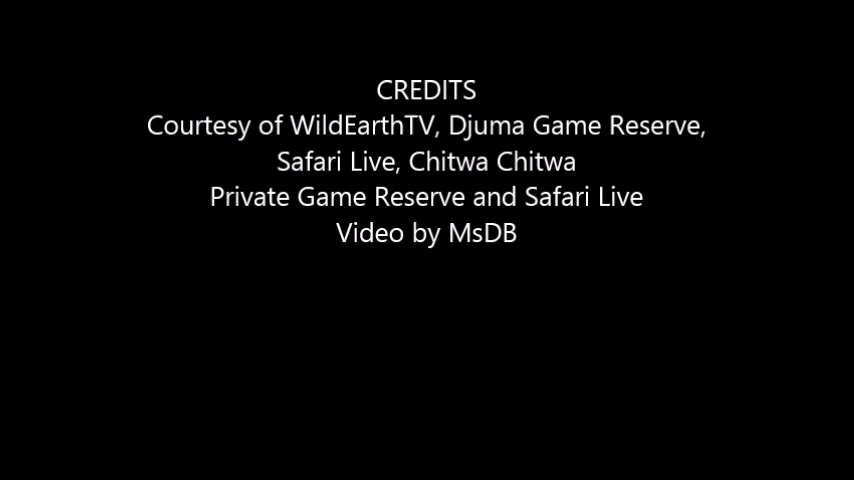 CREDITS
Courtesy of WildEarthTV, Djuma Game Reserve,
Safari Live, Chitwa Chitwa
Private Game Reserve and Safari Live
Video by MsDB